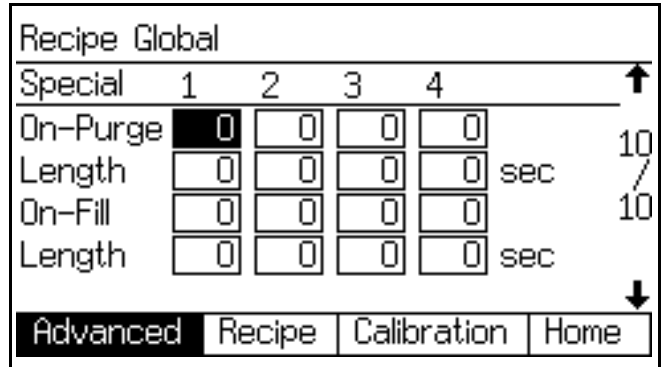 Recipe Global
Special 1 2 3 4
On-Purge 0 0 0 0
Length 0 0 0 0 sec
On-Fill 0 0 0 0
Length 0 0 0 0 sec
10
/
10
Advanced Recipe Calibration Home